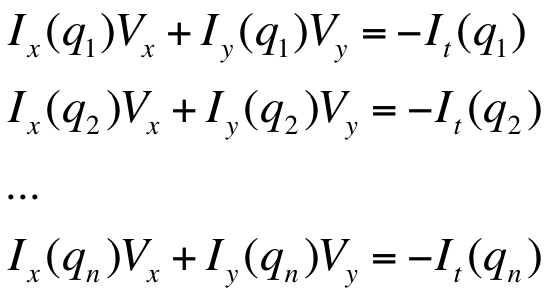 I_x(q_1)V_x + I_y(q_1)V_y = −I_t(q_1)
I_x(q_2)V_x + I_y(q_2)V_y = −I_t(q_2)
...
I_x(q_n)V_x + I_y(q_n)V_y = −I_t(q_n)